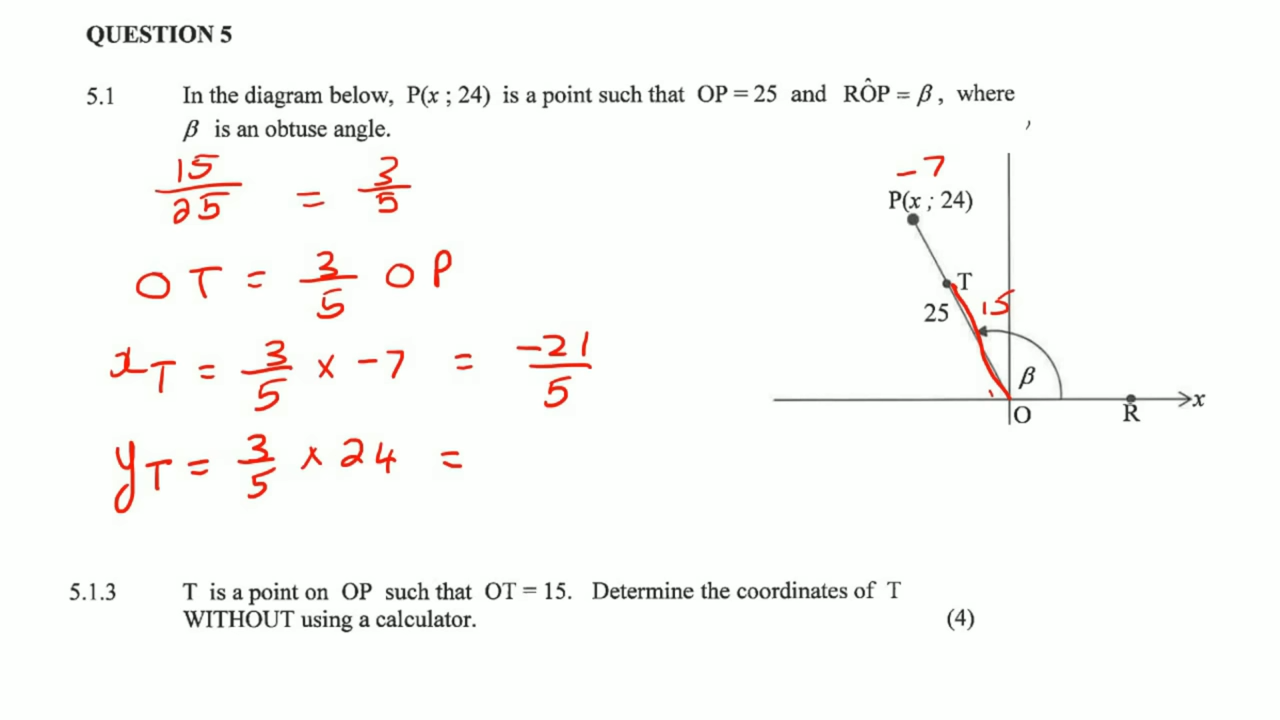 QUESTION 5
5.1 In the diagram below, P(x ; 24) is a point such that OP = 25 and RÔP = β, where
β is an obtuse angle.
15/25 = 3/5
OT = 3/5 OP
xT = 3/5 × -7 = -21/5
yT = 3/5 × 24 =
-7
P(x ; 24)
T
25
15
β
O
R
x
5.1.3 T is a point on OP such that OT = 15. Determine the coordinates of T
WITHOUT using a calculator. (4)